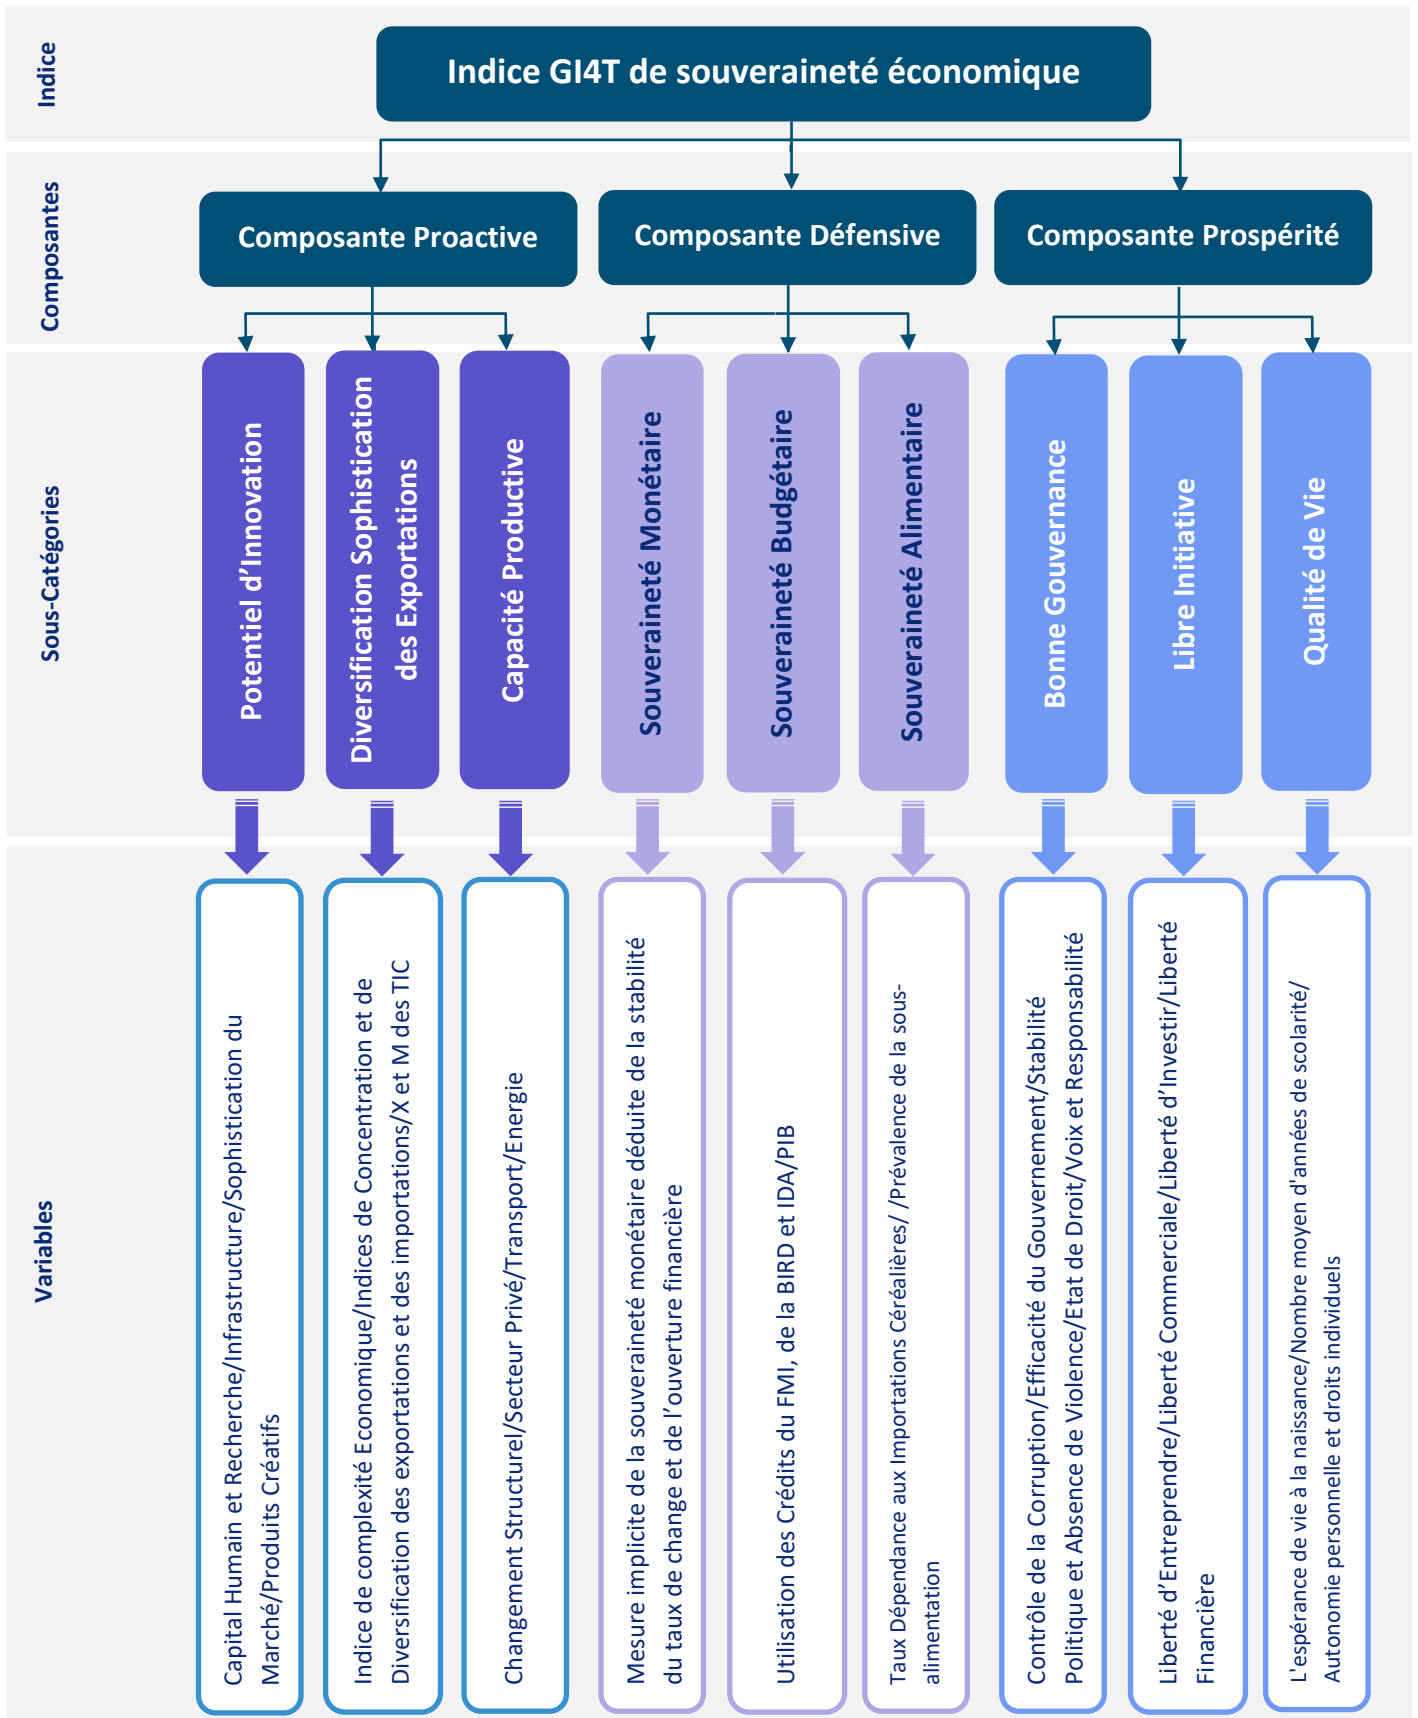 Indice
Indice GI4T de souveraineté économique
Composantes
Composante Proactive
Composante Défensive
Composante Prospérité
Sous-Catégories
Potentiel d’Innovation
Diversification Sophistication
des Exportations
Capacité Productive
Souveraineté Monétaire
Souveraineté Budgétaire
Souveraineté Alimentaire
Bonne Gouvernance
Libre Initiative
Qualité de Vie
Variables
Capital Humain et Recherche/Infrastructure/Sophistication du
Marché/Produits Créatifs
Indice de complexité Economique/Indices de Concentration et de
Diversification des exportations et des importations/X et M des TIC
Changement Structurel/Secteur Privé/Transport/Energie
Mesure implicite de la souveraineté monétaire déduite de la stabilité
du taux de change et de l’ouverture financière
Utilisation des Crédits du FMI, de la BIRD et IDA/PIB
Taux Dépendance aux Importations Céréalières/ /Prévalence de la sous-
alimentation
Contrôle de la Corruption/Efficacité du Gouvernement/Stabilité
Politique et Absence de Violence/Etat de Droit/Voix et Responsabilité
Liberté d’Entreprendre/Liberté Commerciale/Liberté d’Investir/Liberté
Financière
L'espérance de vie à la naissance/Nombre moyen d'années de scolarité/
Autonomie personnelle et droits individuels